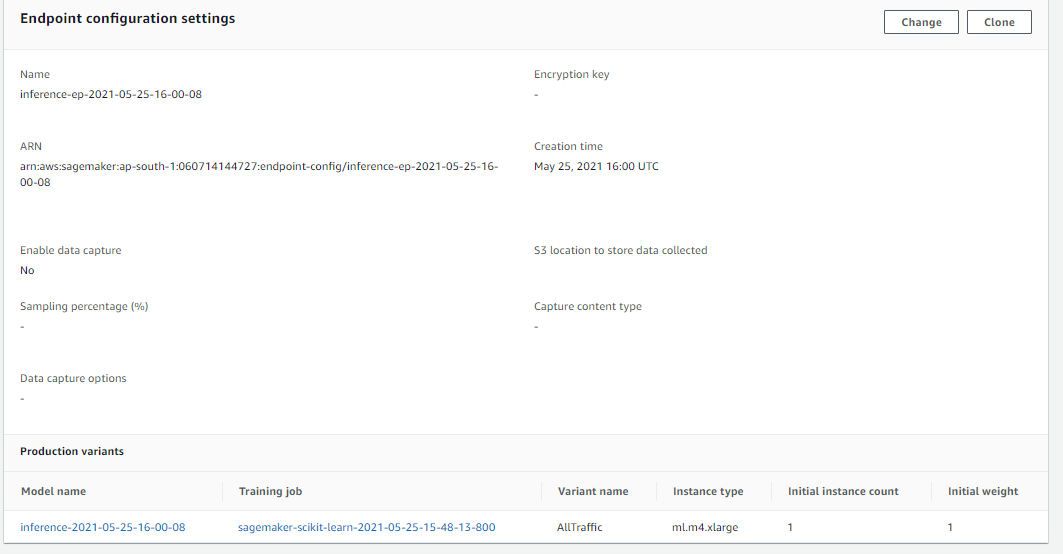 Endpoint configuration settings
Change
Clone
Name
Encryption key
inference-ep-2021-05-25-16-00-08
-
ARN
Creation time
arn:aws:sagemaker:ap-south-1:060714144727:endpoint-config/inference-ep-2021-05-25-16-
00-08
May 25, 2021 16:00 UTC
Enable data capture
S3 location to store data collected
No
Sampling percentage (%)
Capture content type
-
-
Data capture options
-
Production variants
Model name Training job Variant name Instance type Initial instance count Initial weight
inference-2021-05-25-16-00-08 sagemaker-scikit-learn-2021-05-25-15-48-13-800 AllTraffic ml.m4.xlarge 1 1